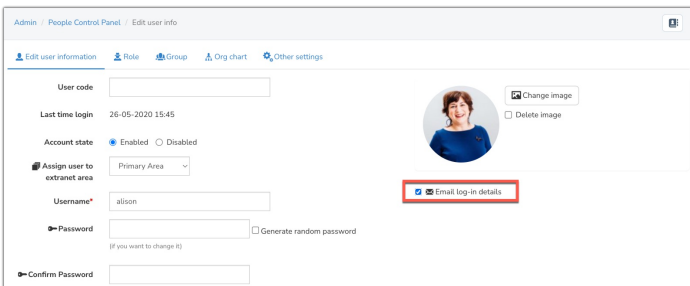 Admin / People Control Panel / Edit user info
Edit user information Role Group Org chart Other settings
User code
Change image
Last time login 26-05-2020 15:45
Delete image
Account state Enabled Disabled
Assign user to
extranet area
Primary Area
Email log-in details
Username* alison
Password
Generate random password
(if you want to change it)
Confirm Password